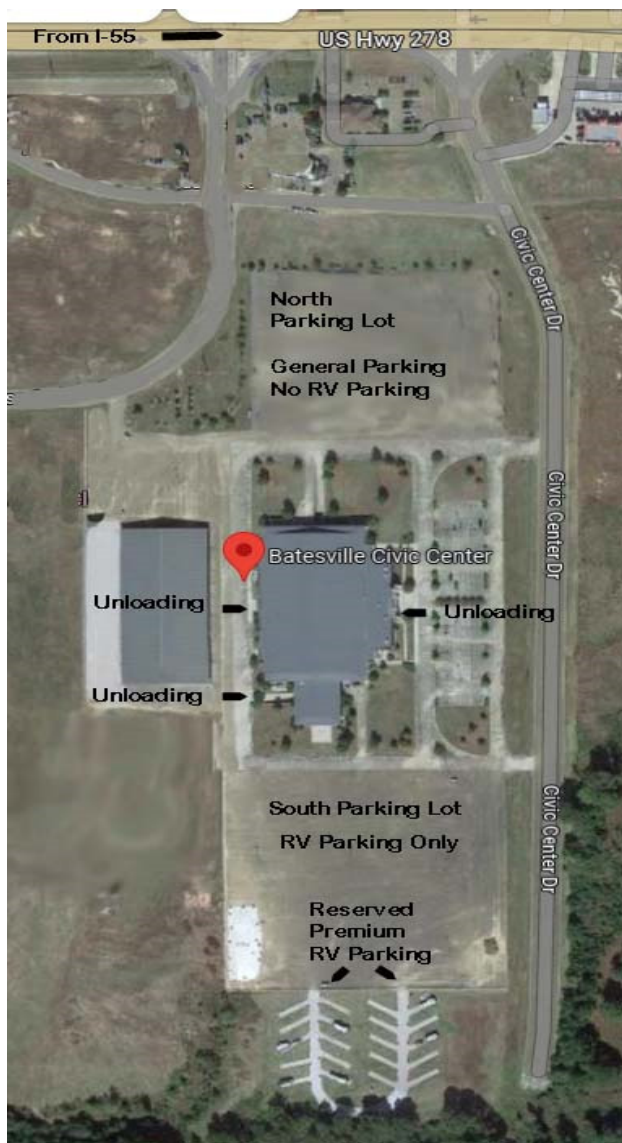 From I-55
US Hwy 278
Civic Center Dr
North
Parking Lot
General Parking
No RV Parking
Civic Center Dr
Batesville Civic Center
Unloading
Unloading
Unloading
South Parking Lot
RV Parking Only
Civic Center Dr
Reserved
Premium
RV Parking